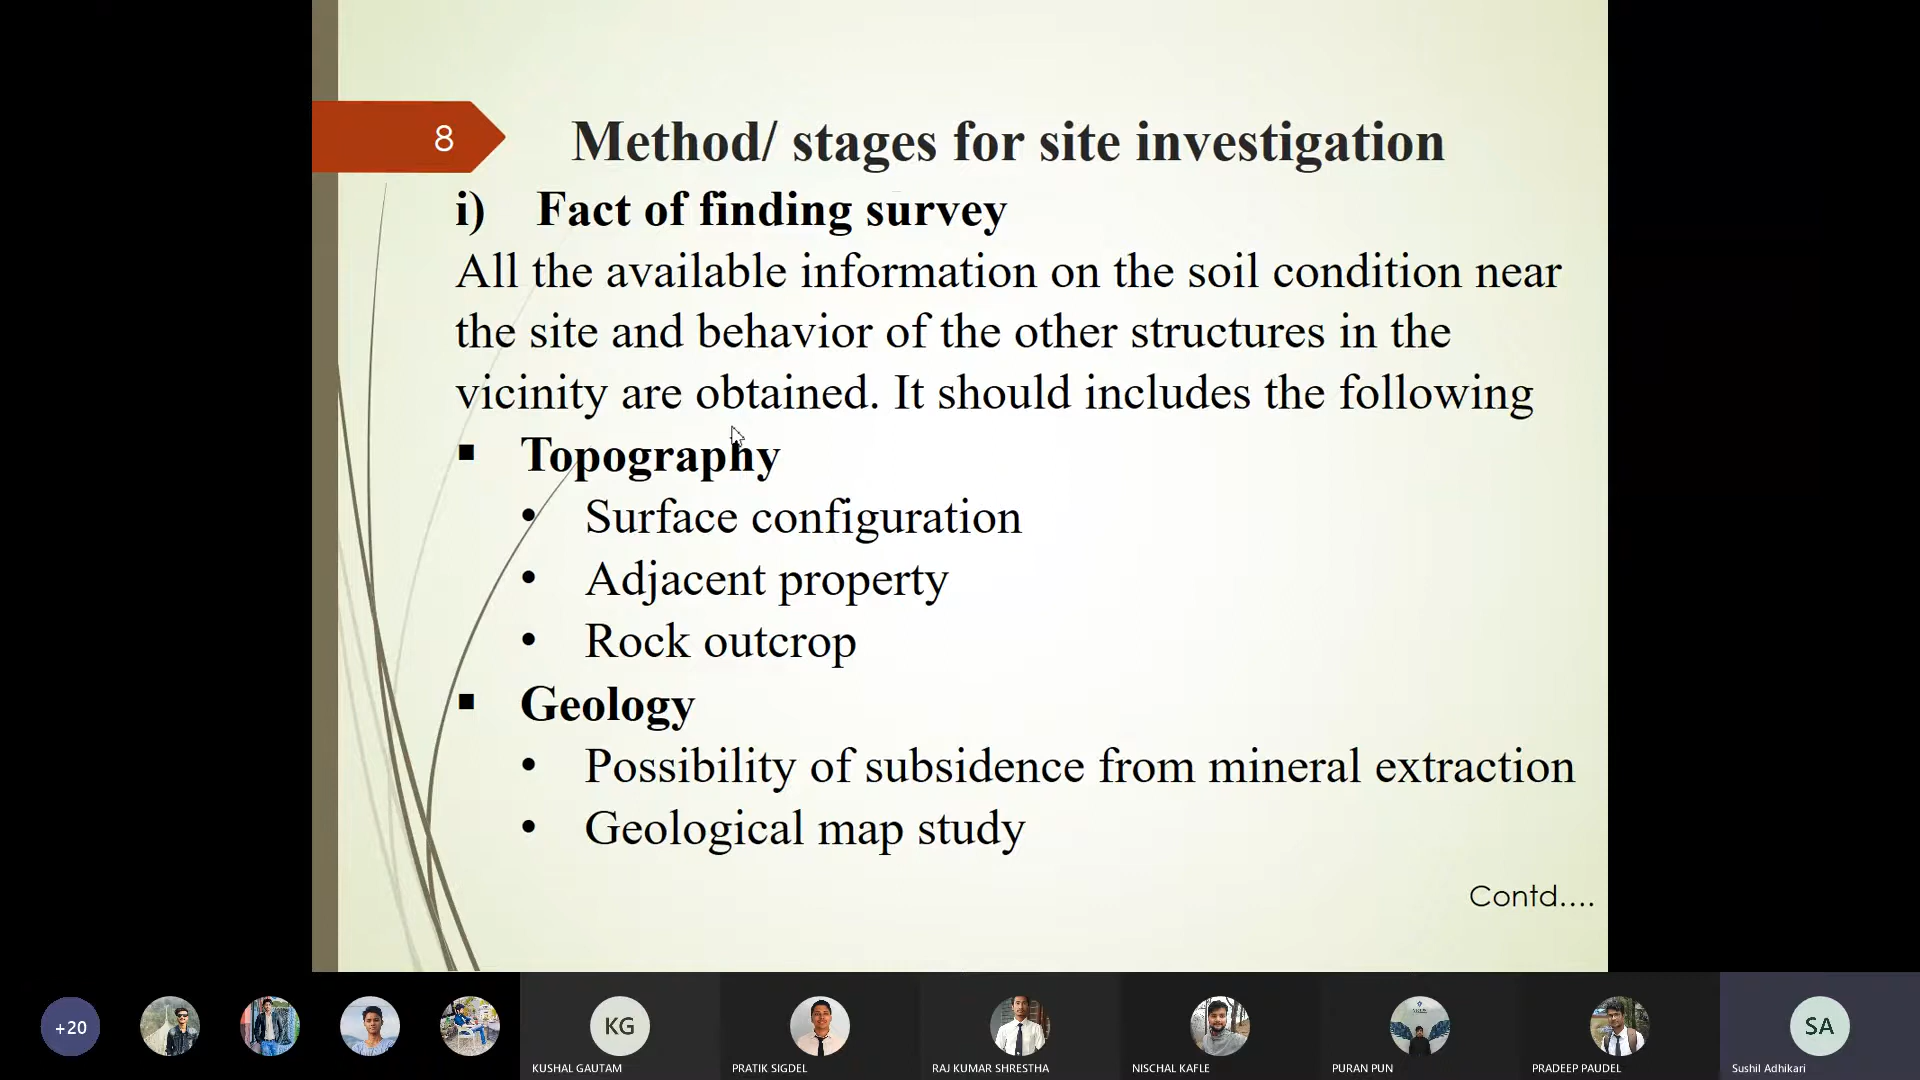 8
Method/ stages for site investigation
i) Fact of finding survey
All the available information on the soil condition near
the site and behavior of the other structures in the
vicinity are obtained. It should includes the following
▪ Topography
• Surface configuration
• Adjacent property
• Rock outcrop
▪ Geology
• Possibility of subsidence from mineral extraction
• Geological map study
Contd....
+20
KG
SA
KUSHAL GAUTAM
PRATIK SIGDEL
RAJ KUMAR SHRESTHA
NISCHAL KAFLE
PURAN PUN
PRADEEP PAUDEL
Sushil Adhikari